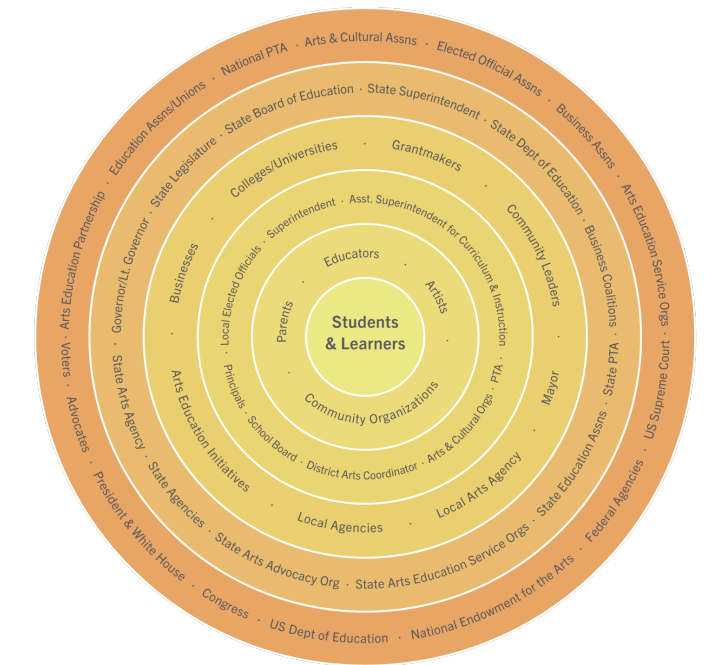 Students
& Learners
Educators · Artists · Community Organizations · Parents ·
Superintendent · Asst. Superintendent for Curriculum & Instruction · PTA · Arts & Cultural Orgs · District Arts Coordinator · School Board · Principals · Local Elected Officials ·
Colleges/Universities · Grantmakers · Community Leaders · Mayor · Local Arts Agency · Local Agencies · Arts Education Initiatives · Businesses ·
State Board of Education · State Superintendent · State Dept of Education · Business Coalitions · State PTA · State Education Assns · State Arts Education Service Orgs · State Arts Advocacy Org · State Agencies · State Arts Agency · Governor/Lt. Governor · State Legislature ·
National PTA · Arts & Cultural Assns · Elected Official Assns · Business Assns · Arts Education Service Orgs · US Supreme Court · Federal Agencies · National Endowment for the Arts · US Dept of Education · Congress · President & White House · Advocates · Voters · Arts Education Partnership · Education Assns/Unions ·